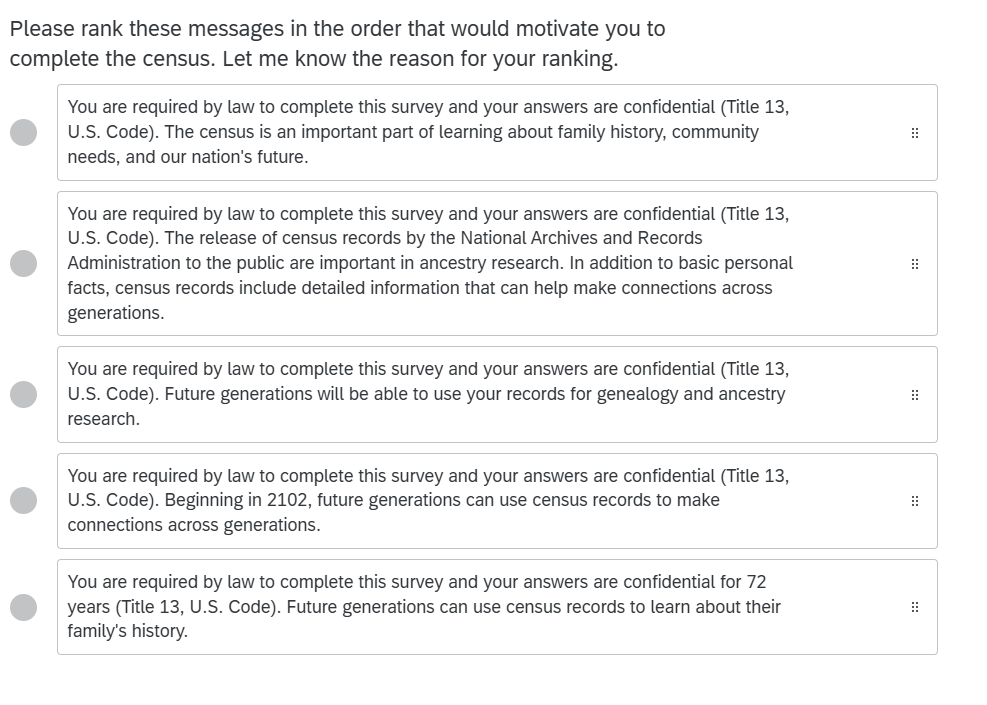 Please rank these messages in the order that would motivate you to
complete the census. Let me know the reason for your ranking.
You are required by law to complete this survey and your answers are confidential (Title 13,
U.S. Code). The census is an important part of learning about family history, community
needs, and our nation's future.
You are required by law to complete this survey and your answers are confidential (Title 13,
U.S. Code). The release of census records by the National Archives and Records
Administration to the public are important in ancestry research. In addition to basic personal
facts, census records include detailed information that can help make connections across
generations.
You are required by law to complete this survey and your answers are confidential (Title 13,
U.S. Code). Future generations will be able to use your records for genealogy and ancestry
research.
You are required by law to complete this survey and your answers are confidential (Title 13,
U.S. Code). Beginning in 2102, future generations can use census records to make
connections across generations.
You are required by law to complete this survey and your answers are confidential for 72
years (Title 13, U.S. Code). Future generations can use census records to learn about their
family's history.